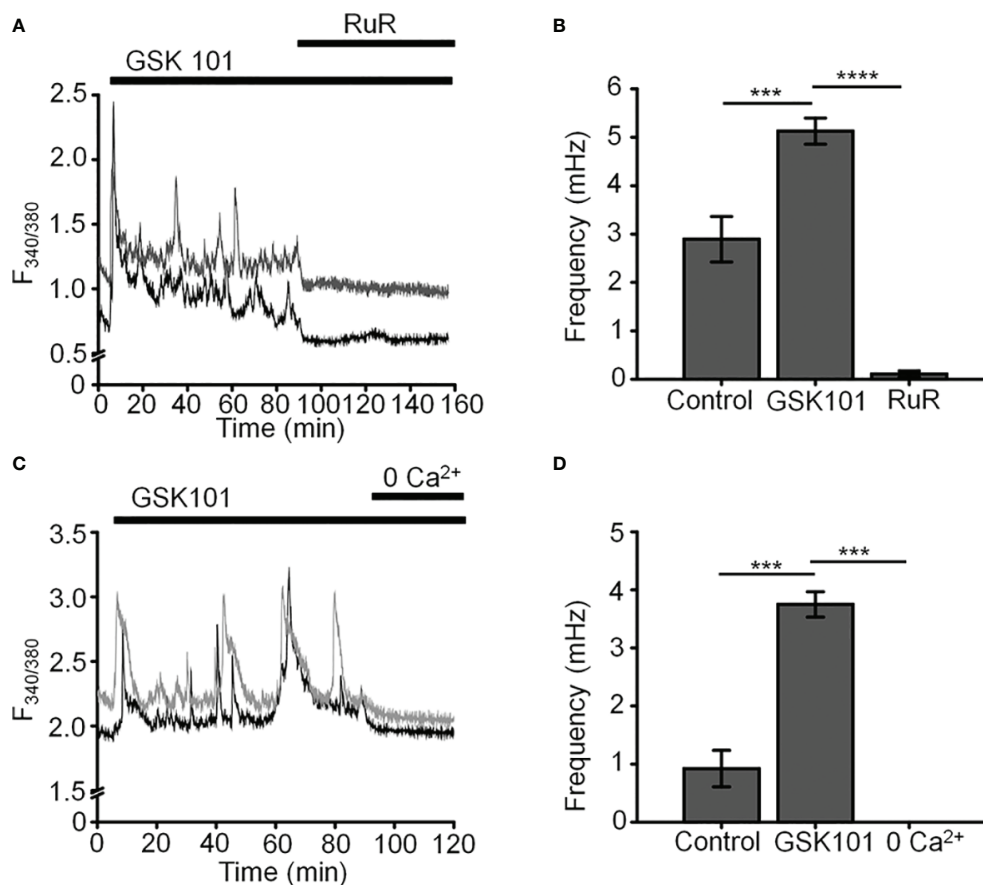 A
RuR
GSK 101
2.5
2.0
1.5
1.0
0.5
0
F340/380
0 20 40 60 80 100 120 140 160
Time (min)
B
*** ****
6
5
4
3
2
1
0
Frequency (mHz)
Control GSK101 RuR
C
0 Ca²⁺
GSK101
3.5
3.0
2.5
2.0
1.5
0
F340/380
0 20 40 60 80 100 120
Time (min)
D
*** ***
5
4
3
2
1
0
Frequency (mHz)
Control GSK101 0 Ca²⁺